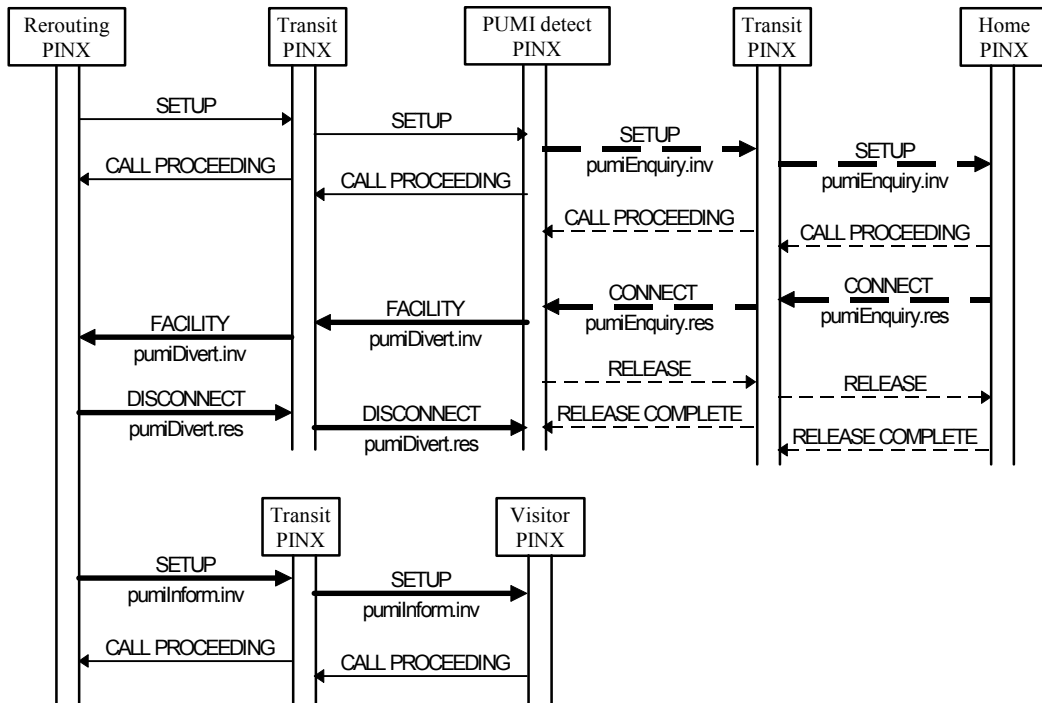 Rerouting
PINX
Transit
PINX
PUMI detect
PINX
Transit
PINX
Home
PINX
SETUP
SETUP
SETUP
pumiEnquiry.inv
SETUP
pumiEnquiry.inv
CALL PROCEEDING
CALL PROCEEDING
CALL PROCEEDING
CALL PROCEEDING
CONNECT
pumiEnquiry.res
CONNECT
pumiEnquiry.res
FACILITY
pumiDivert.inv
FACILITY
pumiDivert.inv
RELEASE
RELEASE
DISCONNECT
pumiDivert.res
DISCONNECT
pumiDivert.res
RELEASE COMPLETE
RELEASE COMPLETE
Transit
PINX
Visitor
PINX
SETUP
pumiInform.inv
SETUP
pumiInform.inv
CALL PROCEEDING
CALL PROCEEDING